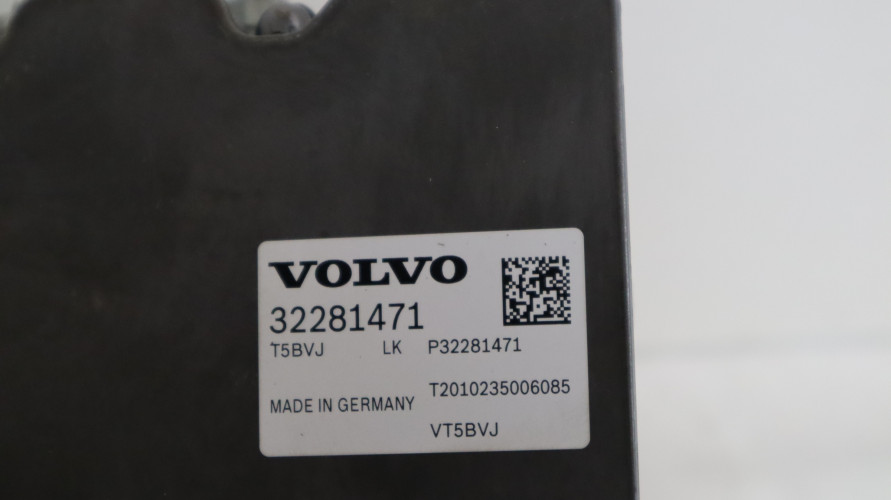 VOLVO
32281471
T5BVJ LK P32281471
MADE IN GERMANY T2010235006085
VT5BVJ